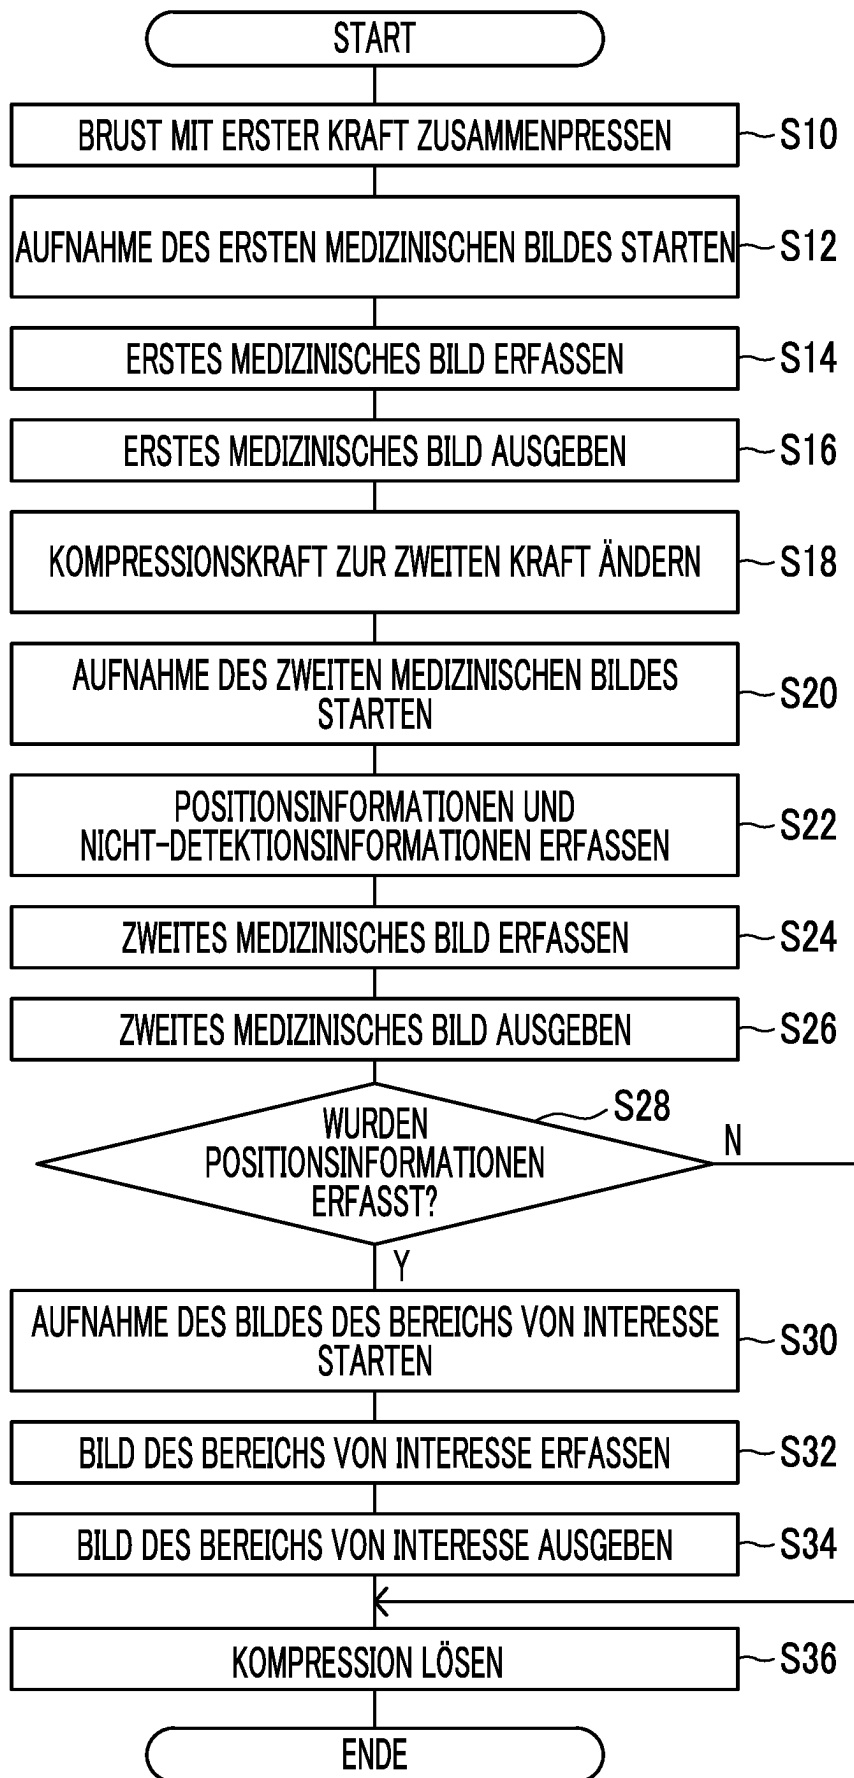 START
BRUST MIT ERSTER KRAFT ZUSAMMENPRESSEN
S10
AUFNAHME DES ERSTEN MEDIZINISCHEN BILDES STARTEN
S12
ERSTES MEDIZINISCHES BILD ERFASSEN
S14
ERSTES MEDIZINISCHES BILD AUSGEBEN
S16
KOMPRESSIONSKRAFT ZUR ZWEITEN KRAFT ÄNDERN
S18
AUFNAHME DES ZWEITEN MEDIZINISCHEN BILDES
STARTEN
S20
POSITIONSINFORMATIONEN UND
NICHT-DETEKTIONSINFORMATIONEN ERFASSEN
S22
ZWEITES MEDIZINISCHES BILD ERFASSEN
S24
ZWEITES MEDIZINISCHES BILD AUSGEBEN
S26
WURDEN
POSITIONSINFORMATIONEN
ERFASST?
S28
N
Y
AUFNAHME DES BILDES DES BEREICHS VON INTERESSE
STARTEN
S30
BILD DES BEREICHS VON INTERESSE ERFASSEN
S32
BILD DES BEREICHS VON INTERESSE AUSGEBEN
S34
KOMPRESSION LÖSEN
S36
ENDE